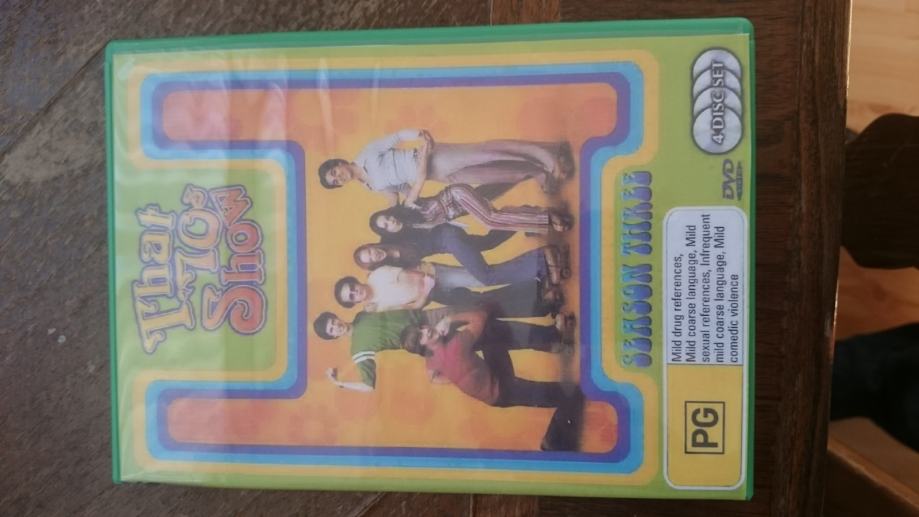 That
'70s
Show
SEASON THREE
PG
Mild drug references,
Mild coarse language, Mild
sexual references, Infrequent
mild coarse language, Mild
comedic violence
4 DISC SET
DVD